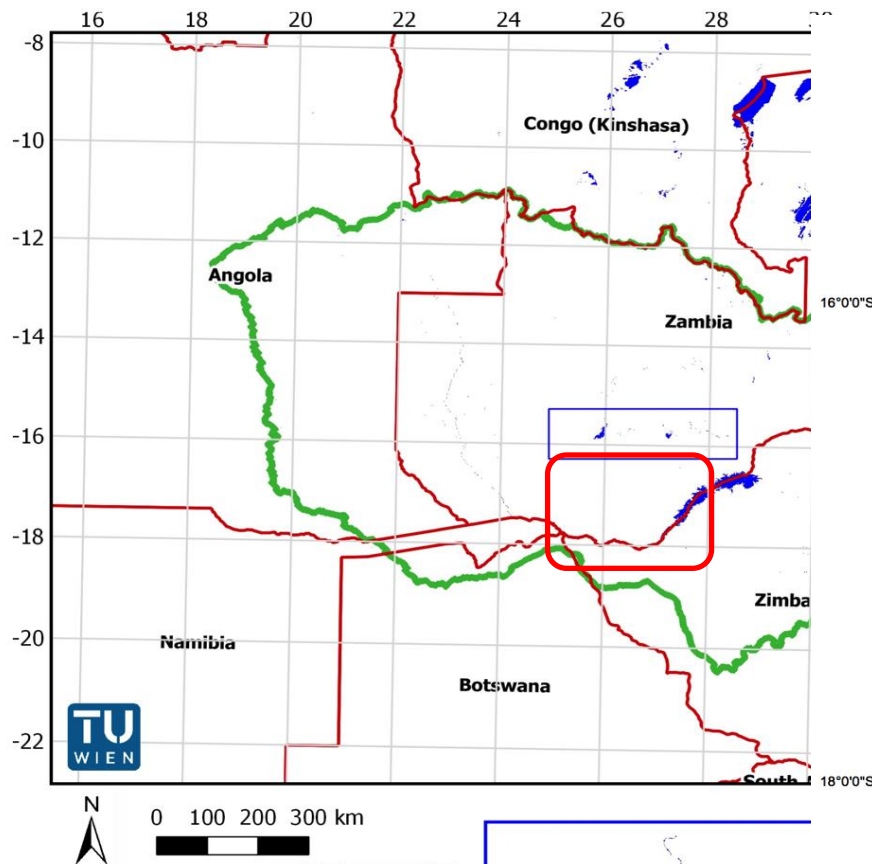 16 18 20 22 24 26 28
-8
Congo (Kinshasa)
-10
-12
Angola
16°0'0"S
Zambia
-14
-16
-18
Zimba
-20
Namibia
Botswana
TU
WIEN
-22
South
18°0'0"S
N
0 100 200 300 km